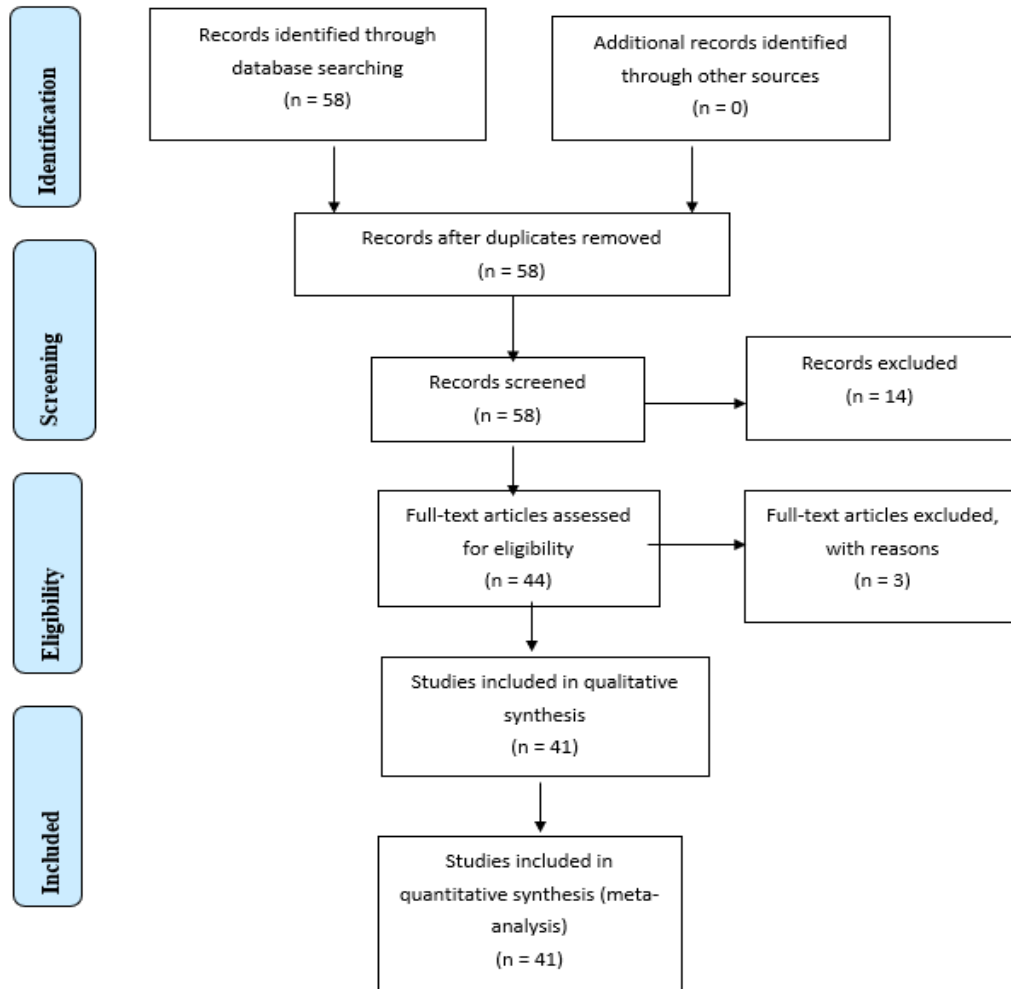 Identification
Records identified through
database searching
(n = 58)
Additional records identified
through other sources
(n = 0)
Records after duplicates removed
(n = 58)
Screening
Records screened
(n = 58)
Records excluded
(n = 14)
Eligibility
Full-text articles assessed
for eligibility
(n = 44)
Full-text articles excluded,
with reasons
(n = 3)
Studies included in qualitative
synthesis
(n = 41)
Included
Studies included in
quantitative synthesis (meta-
analysis)
(n = 41)